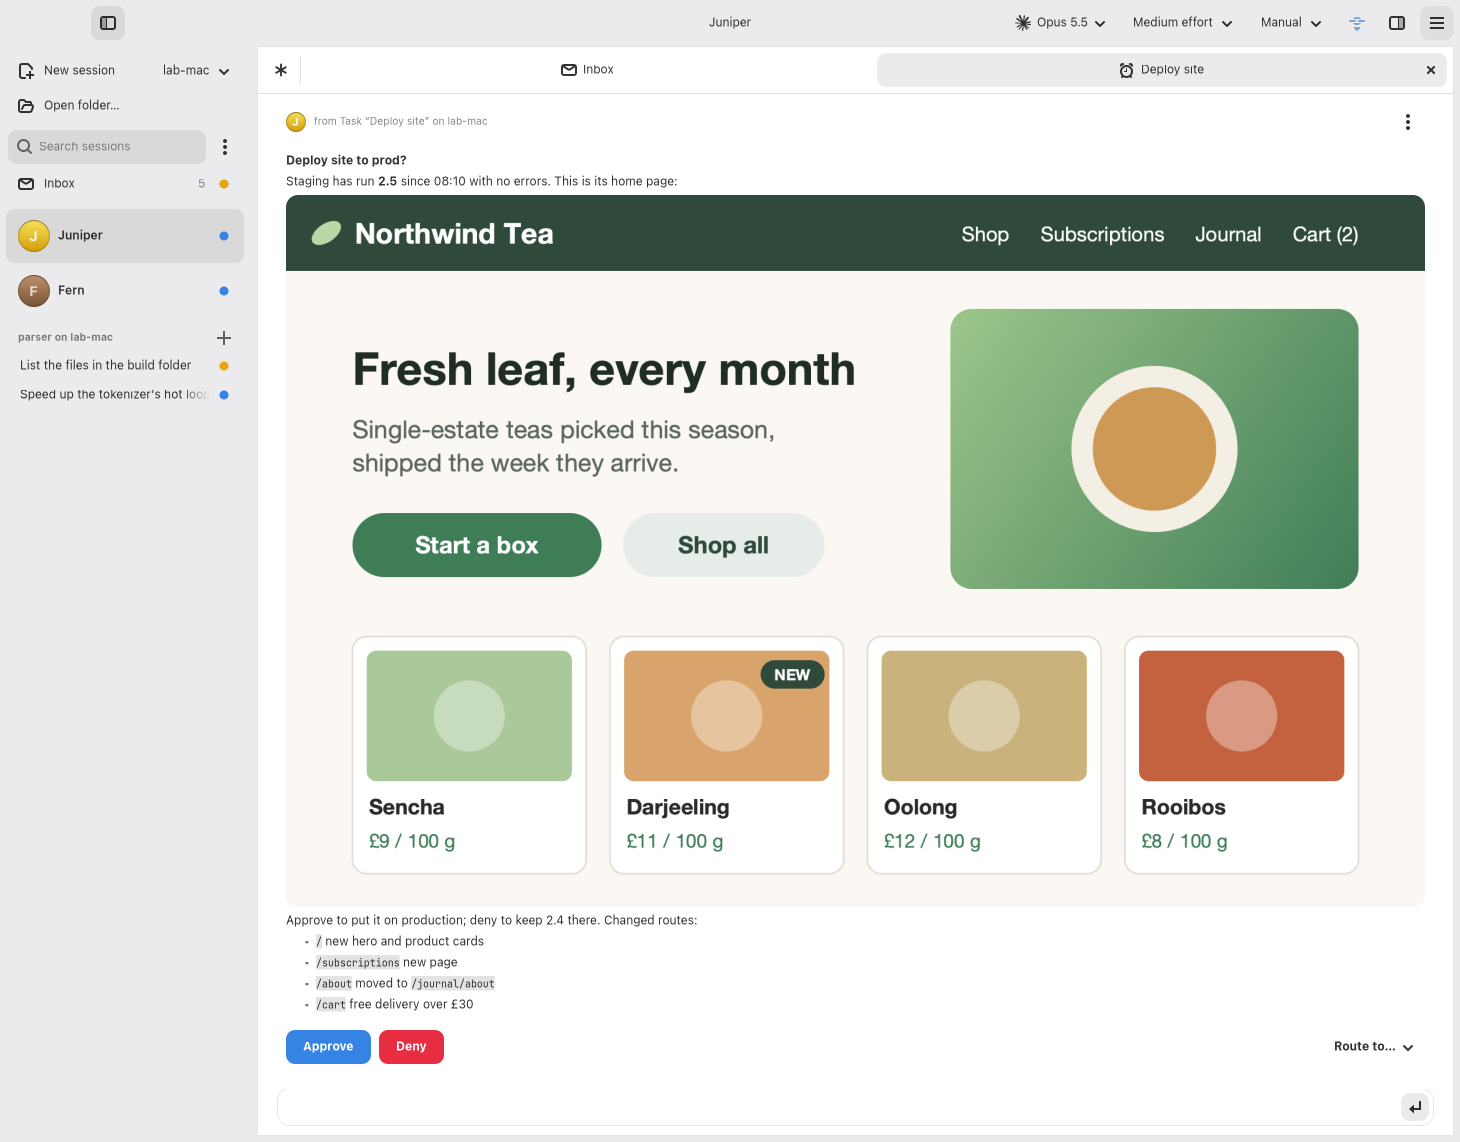 Juniper
Opus 5.5
Medium effort
Manual
New session
lab-mac
Open folder...
Search sessions
Inbox
5
J
Juniper
F
Fern
parser on lab-mac
List the files in the build folder
Speed up the tokenizer's hot loop
Inbox
Deploy site
J
from Task “Deploy site” on lab-mac
Deploy site to prod?
Staging has run 2.5 since 08:10 with no errors. This is its home page:
Northwind Tea
Shop
Subscriptions
Journal
Cart (2)
Fresh leaf, every month
Single-estate teas picked this season,
shipped the week they arrive.
Start a box
Shop all
NEW
Sencha
£9 / 100 g
Darjeeling
£11 / 100 g
Oolong
£12 / 100 g
Rooibos
£8 / 100 g
Approve to put it on production; deny to keep 2.4 there. Changed routes:
/ new hero and product cards
/subscriptions new page
/about moved to /journal/about
/cart free delivery over £30
Approve
Deny
Route to...